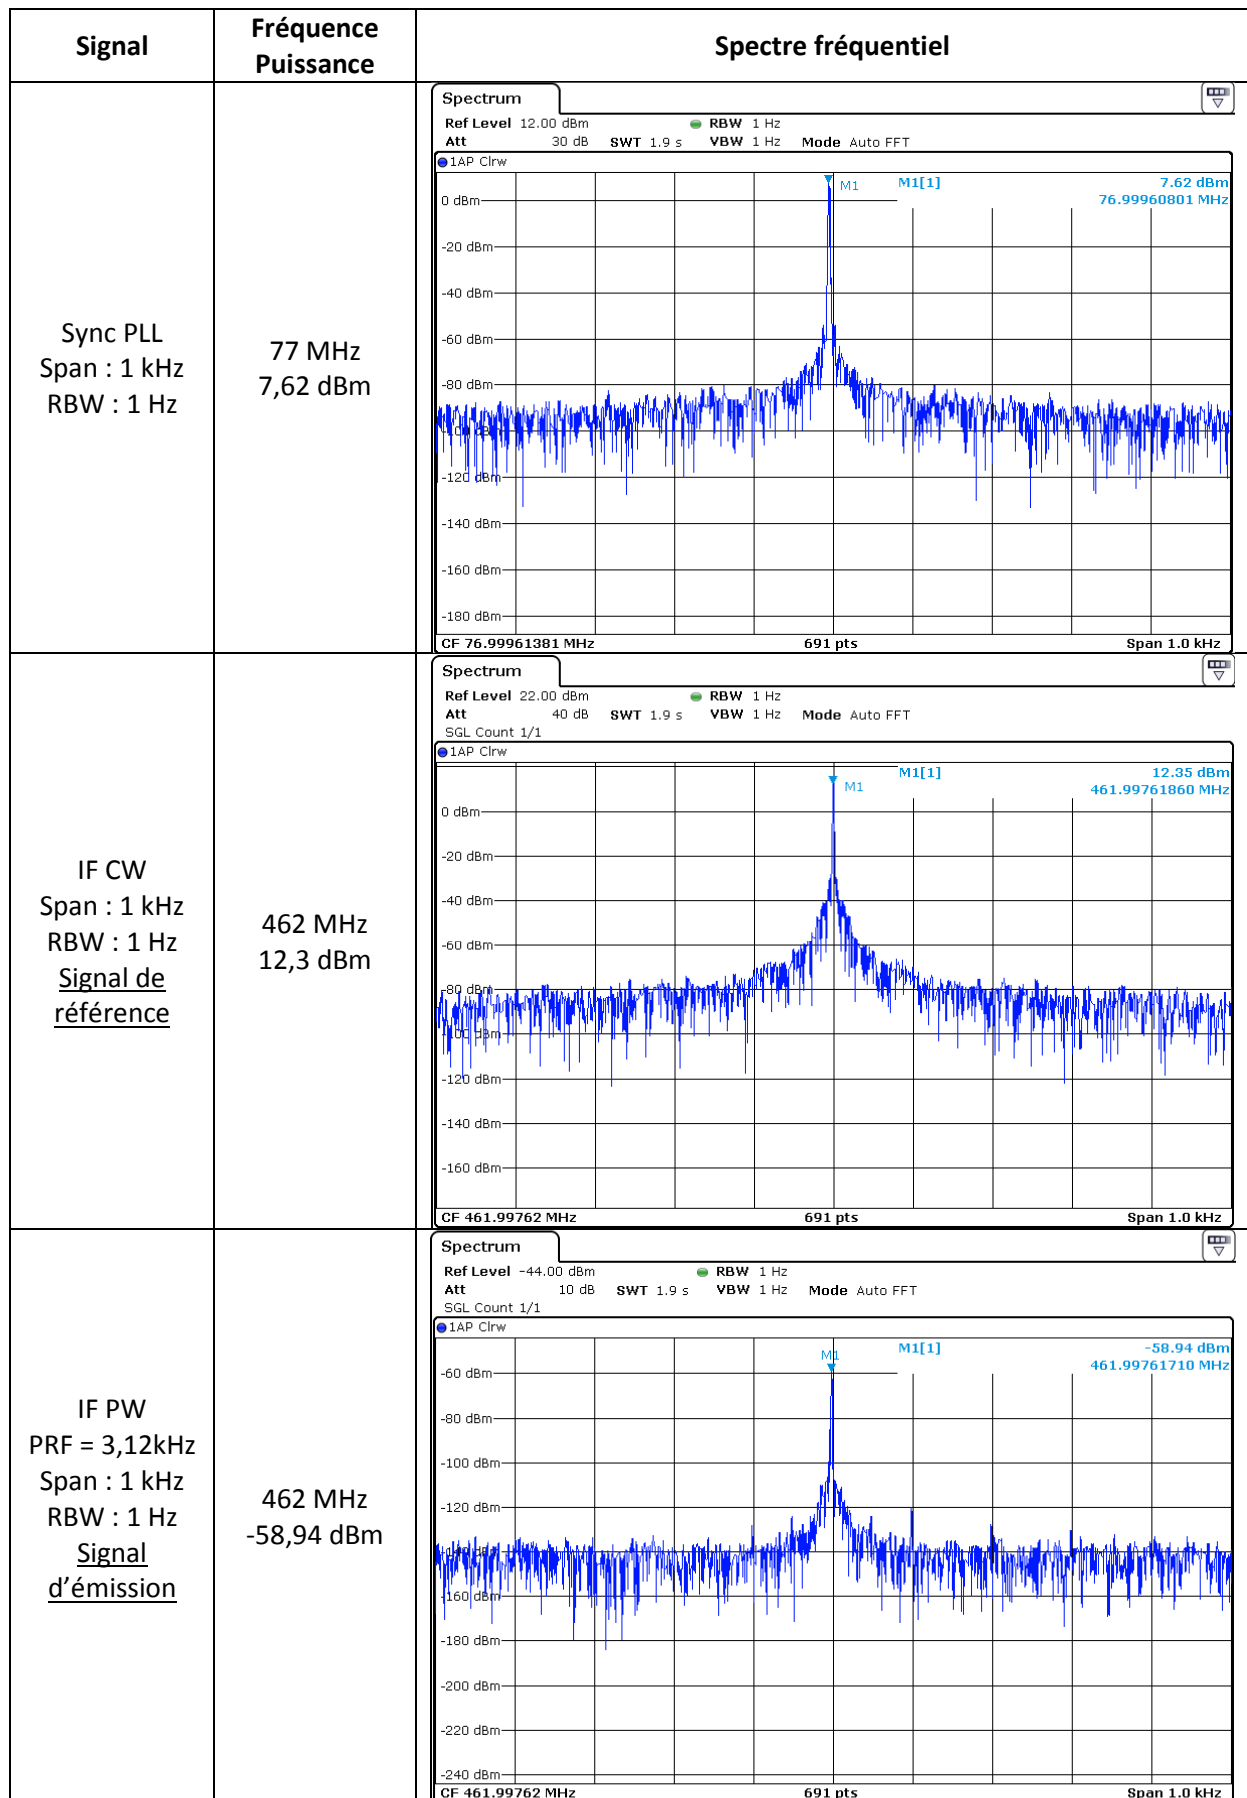 Signal
Fréquence
Puissance
Spectre fréquentiel
Sync PLL
Span : 1 kHz
RBW : 1 Hz
77 MHz
7,62 dBm
Spectrum
Ref Level 12.00 dBm RBW 1 Hz
Att 30 dB SWT 1.9 s VBW 1 Hz Mode Auto FFT
1AP Clrw
M1 M1[1] 7.62 dBm
76.99960801 MHz
0 dBm
-20 dBm
-40 dBm
-60 dBm
-80 dBm
-100 dBm
-120 dBm
-140 dBm
-160 dBm
-180 dBm
CF 76.99961381 MHz 691 pts Span 1.0 kHz
IF CW
Span : 1 kHz
RBW : 1 Hz
Signal de
référence
462 MHz
12,3 dBm
Spectrum
Ref Level 22.00 dBm RBW 1 Hz
Att 40 dB SWT 1.9 s VBW 1 Hz Mode Auto FFT
SGL Count 1/1
1AP Clrw
M1 M1[1] 12.35 dBm
461.99761860 MHz
0 dBm
-20 dBm
-40 dBm
-60 dBm
-80 dBm
-100 dBm
-120 dBm
-140 dBm
-160 dBm
CF 461.99762 MHz 691 pts Span 1.0 kHz
IF PW
PRF = 3,12kHz
Span : 1 kHz
RBW : 1 Hz
Signal
d'émission
462 MHz
-58,94 dBm
Spectrum
Ref Level -44.00 dBm RBW 1 Hz
Att 10 dB SWT 1.9 s VBW 1 Hz Mode Auto FFT
SGL Count 1/1
1AP Clrw
M1 M1[1] -58.94 dBm
461.99761710 MHz
-60 dBm
-80 dBm
-100 dBm
-120 dBm
-140 dBm
-160 dBm
-180 dBm
-200 dBm
-220 dBm
-240 dBm
CF 461.99762 MHz 691 pts Span 1.0 kHz